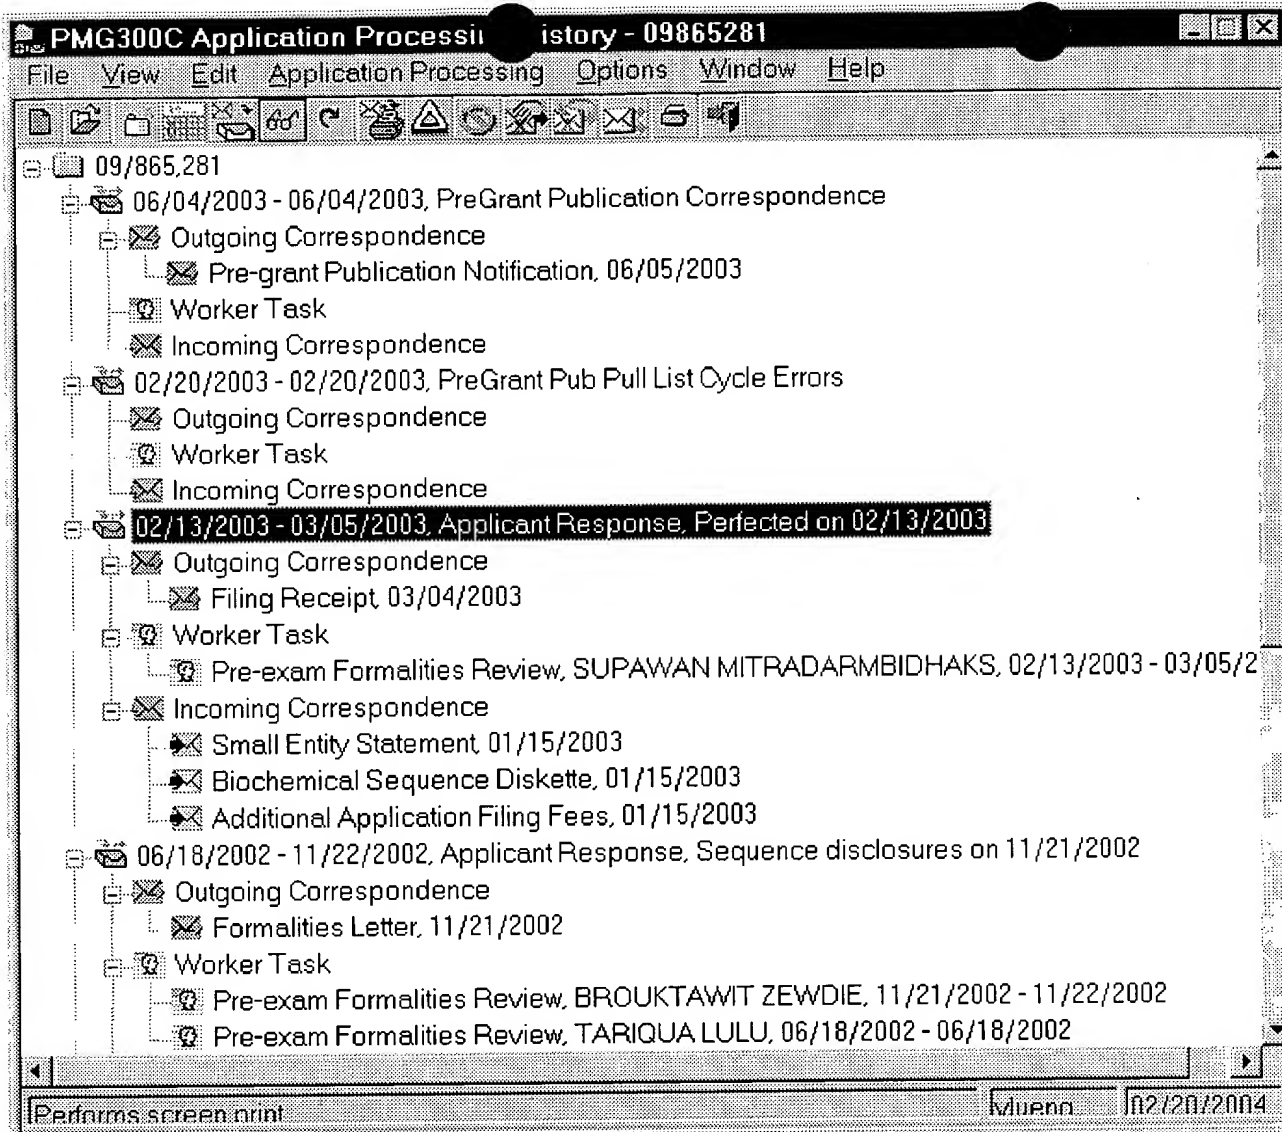 PMG300C Application Processi istory - 09865281
File View Edit Application Processing Options Window Help
09/865,281
06/04/2003 - 06/04/2003, PreGrant Publication Correspondence
Outgoing Correspondence
Pre-grant Publication Notification, 06/05/2003
Worker Task
Incoming Correspondence
02/20/2003 - 02/20/2003, PreGrant Pub Pull List Cycle Errors
Outgoing Correspondence
Worker Task
Incoming Correspondence
02/13/2003 - 03/05/2003, Applicant Response, Perfected on 02/13/2003
Outgoing Correspondence
Filing Receipt, 03/04/2003
Worker Task
Pre-exam Formalities Review, SUPAWAN MITRADARMBIDHAKS, 02/13/2003 - 03/05/2
Incoming Correspondence
Small Entity Statement, 01/15/2003
Biochemical Sequence Diskette, 01/15/2003
Additional Application Filing Fees, 01/15/2003
06/18/2002 - 11/22/2002, Applicant Response, Sequence disclosures on 11/21/2002
Outgoing Correspondence
Formalities Letter, 11/21/2002
Worker Task
Pre-exam Formalities Review, BROUKTAWIT ZEWDIE, 11/21/2002 - 11/22/2002
Pre-exam Formalities Review, TARIQUA LULU, 06/18/2002 - 06/18/2002
Performs screen print 02/20/2004